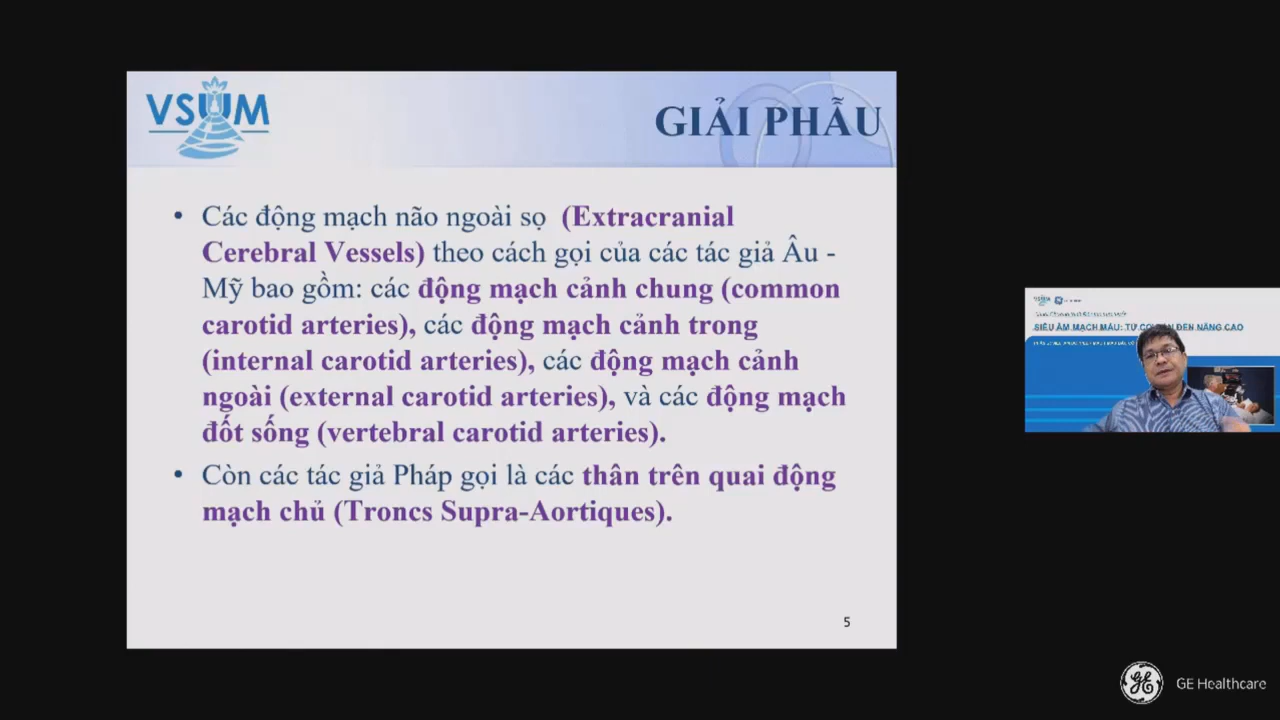 VSUM
GIẢI PHẪU
• Các động mạch não ngoài sọ (Extracranial
Cerebral Vessels) theo cách gọi của các tác giả Âu -
Mỹ bao gồm: các động mạch cảnh chung (common
carotid arteries), các động mạch cảnh trong
(internal carotid arteries), các động mạch cảnh
ngoài (external carotid arteries), và các động mạch
đốt sống (vertebral carotid arteries).
• Còn các tác giả Pháp gọi là các thân trên quai động
mạch chủ (Troncs Supra-Aortiques).
5
SIÊU ÂM MẠCH MÁU: TỪ CƠ ĐẾN NÂNG CAO
GE Healthcare